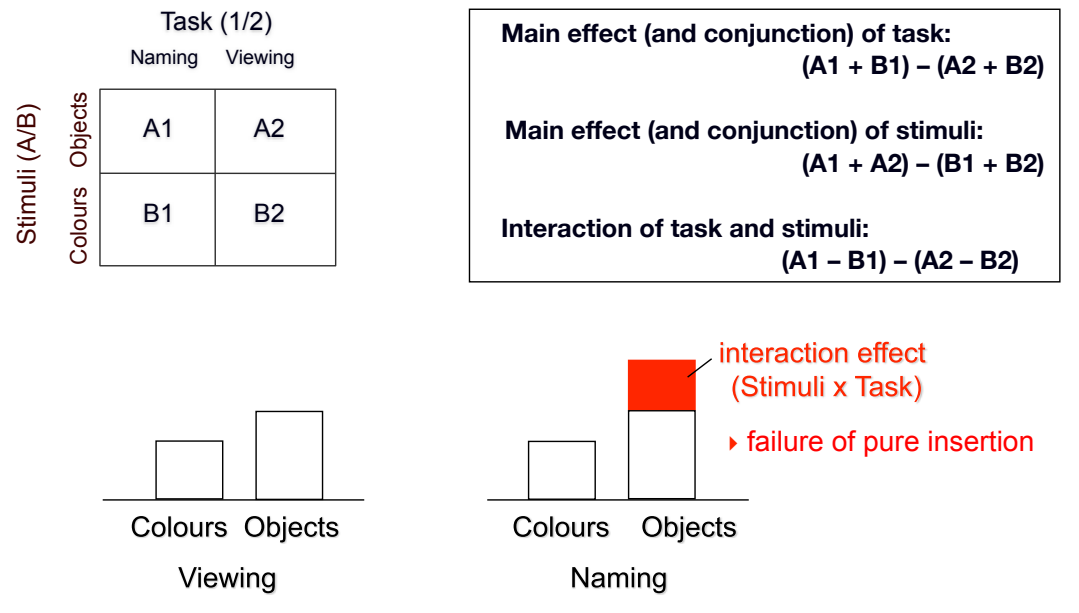 Task (1/2)
Naming Viewing
Stimuli (A/B)
Objects
A1 A2
Colours
B1 B2
Main effect (and conjunction) of task:
(A1 + B1) – (A2 + B2)
Main effect (and conjunction) of stimuli:
(A1 + A2) – (B1 + B2)
Interaction of task and stimuli:
(A1 – B1) – (A2 – B2)
interaction effect
(Stimuli x Task)
failure of pure insertion
Colours Objects
Viewing
Colours Objects
Naming